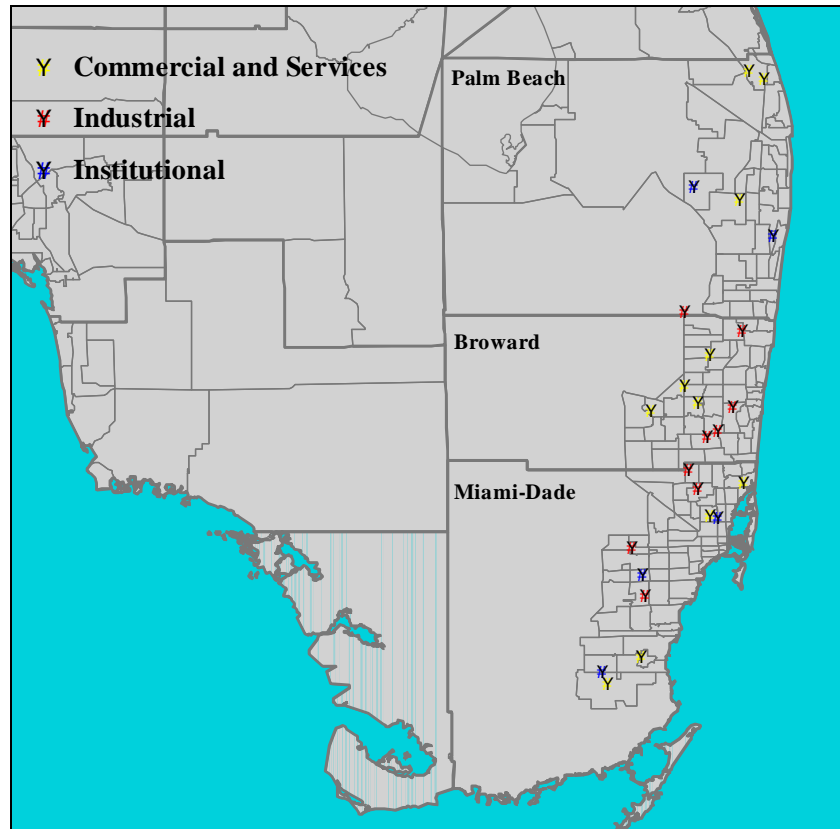 Commercial and Services
Industrial
Institutional
Palm Beach
Broward
Miami-Dade